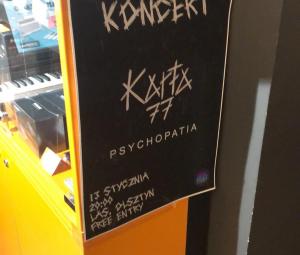 KONCERT
KARTA
77
PSYCHOPATIA
13 STYCZNIA
20:00
LAS, OLSZTYN
FREE ENTRY